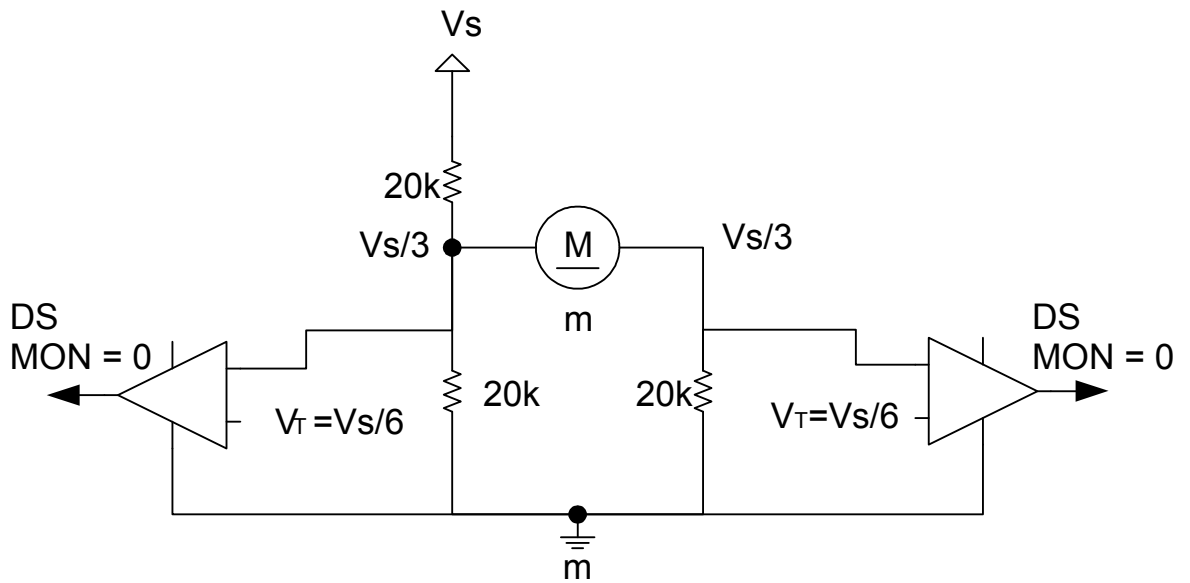 Vs
20k
Vs/3
M
Vs/3
m
DS
MON = 0
DS
MON = 0
20k
20k
VT =Vs/6
VT=Vs/6
m